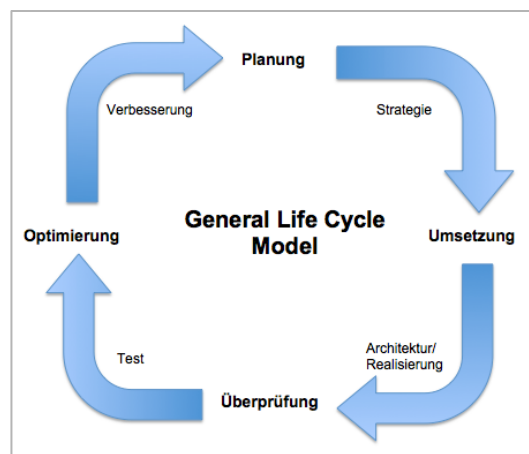 Planung
Verbesserung
Strategie
General Life Cycle
Model
Optimierung
Umsetzung
Test
Architektur/
Realisierung
Überprüfung